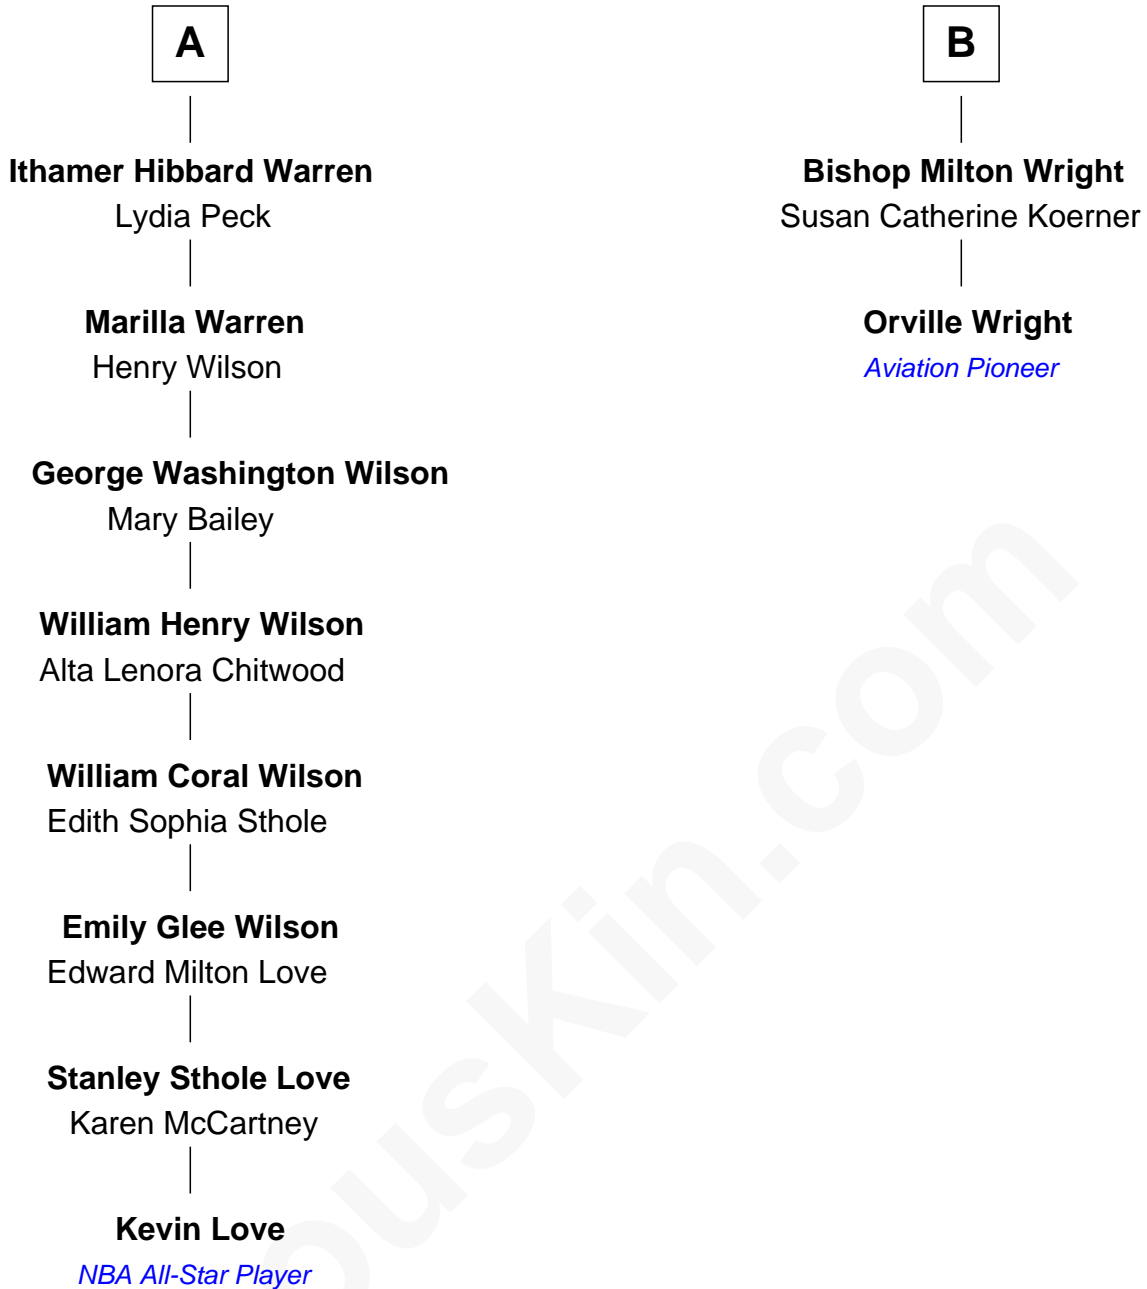 A
Ithamer Hibbard Warren
Lydia Peck
Marilla Warren
Henry Wilson
George Washington Wilson
Mary Bailey
William Henry Wilson
Alta Lenora Chitwood
William Coral Wilson
Edith Sophia Sthole
Emily Glee Wilson
Edward Milton Love
Stanley Sthole Love
Karen McCartney
Kevin Love
NBA All-Star Player
B
Bishop Milton Wright
Susan Catherine Koerner
Orville Wright
Aviation Pioneer
ousKin.com